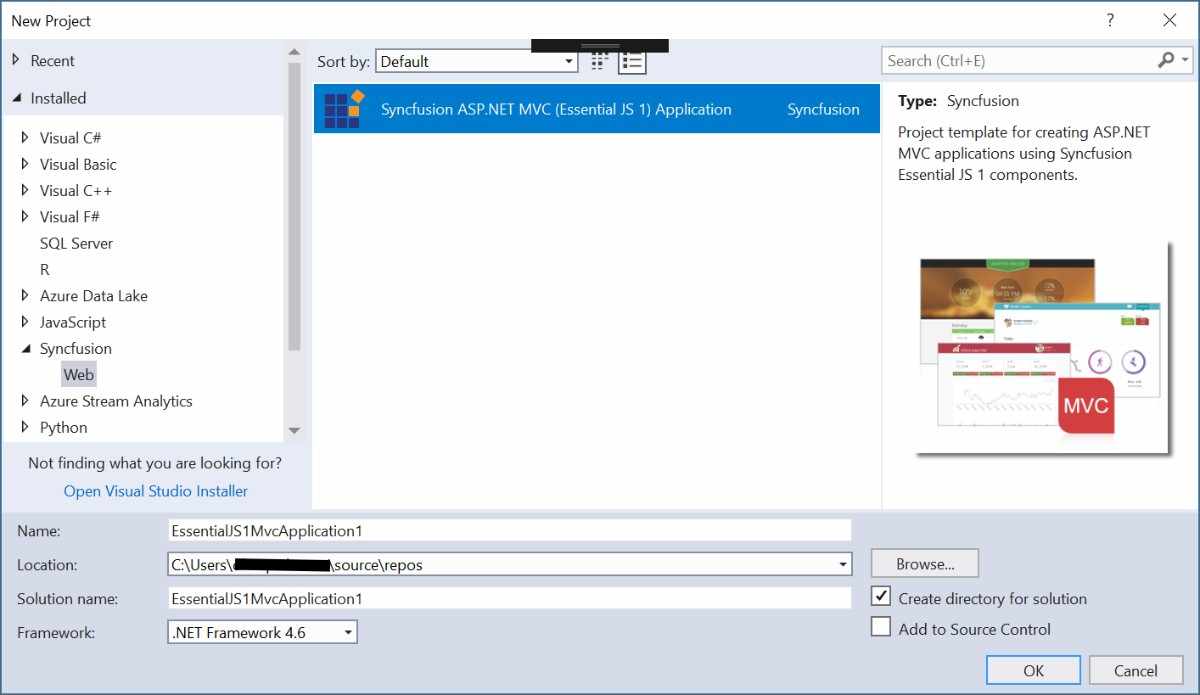 New Project
?
Recent
Installed
Visual C#
Visual Basic
Visual C++
Visual F#
SQL Server
R
Azure Data Lake
JavaScript
Syncfusion
Web
Azure Stream Analytics
Python
Not finding what you are looking for?
Open Visual Studio Installer
Sort by: Default
Syncfusion ASP.NET MVC (Essential JS 1) Application Syncfusion
Search (Ctrl+E)
Type: Syncfusion
Project template for creating ASP.NET
MVC applications using Syncfusion
Essential JS 1 components.
MVC
Name: EssentialJS1MvcApplication1
Location: C:\Users\ \source\repos
Browse...
Solution name: EssentialJS1MvcApplication1
Create directory for solution
Framework: .NET Framework 4.6
Add to Source Control
OK Cancel